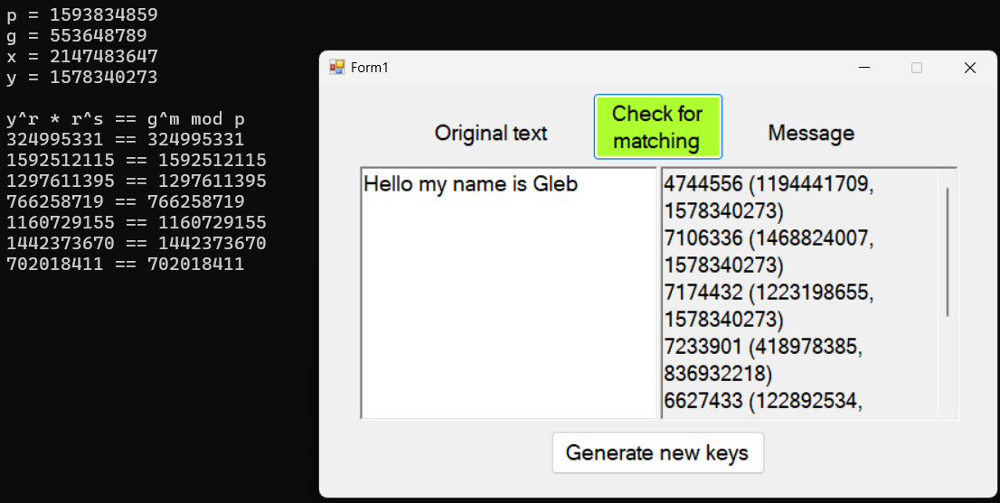 p = 1593834859
g = 553648789
x = 2147483647
y = 1578340273
y^r * r^s == g^m mod p
324995331 == 324995331
1592512115 == 1592512115
1297611395 == 1297611395
766258719 == 766258719
1160729155 == 1160729155
1442373670 == 1442373670
702018411 == 702018411
Form1
Original text
Check for
matching
Message
Hello my name is Gleb
4744556 (1194441709,
1578340273)
7106336 (1468824007,
1578340273)
7174432 (1223198655,
1578340273)
7233901 (418978385,
836932218)
6627433 (122892534,
Generate new keys